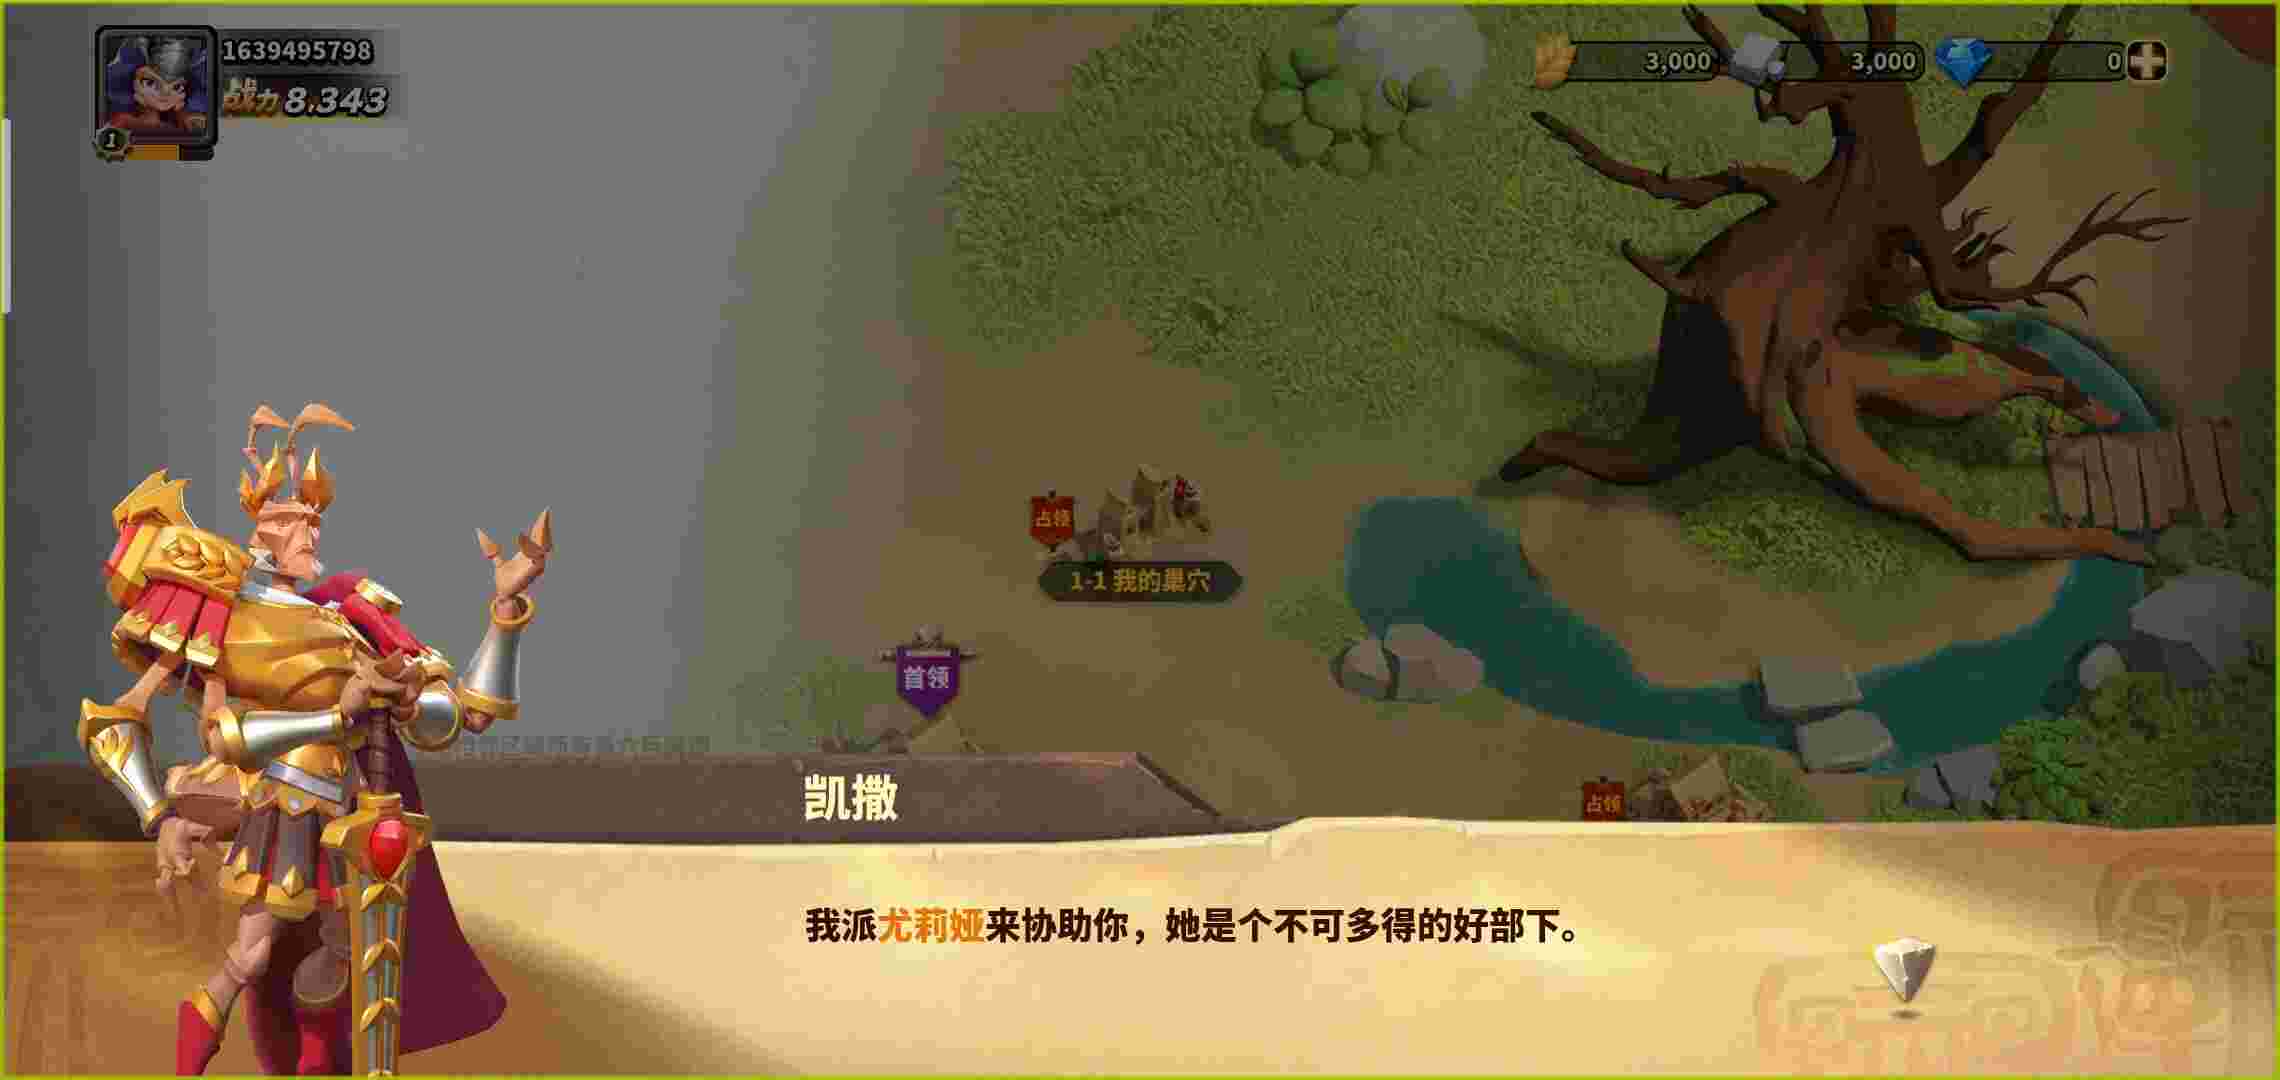 1639495798
战力 8,343
1
3,000
3,000
0
占领
1-1 我的巢穴
首领
占领
凯撒
我派尤莉娅来协助你，她是个不可多得的好部下。